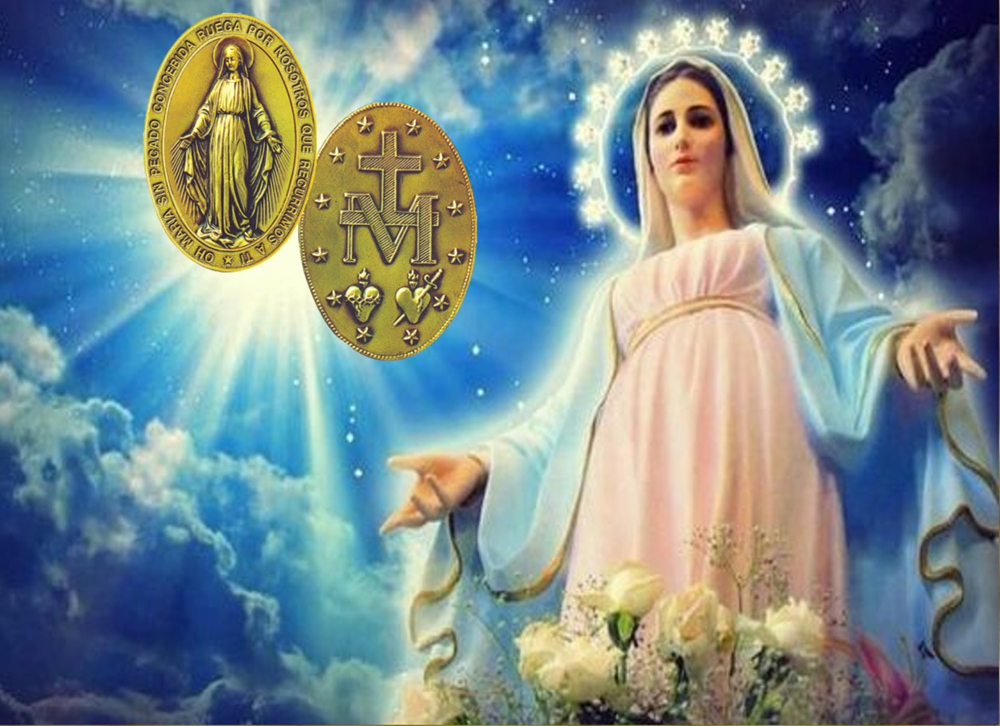 OH MARIA SIN PECADO CONCEBIDA RUEGA POR NOSOTROS QUE RECURRIMOS A TI
M